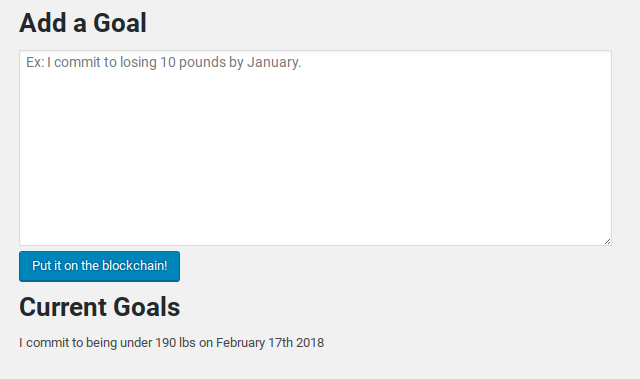 Add a Goal
Ex: I commit to losing 10 pounds by January.
Put it on the blockchain!
Current Goals
I commit to being under 190 lbs on February 17th 2018